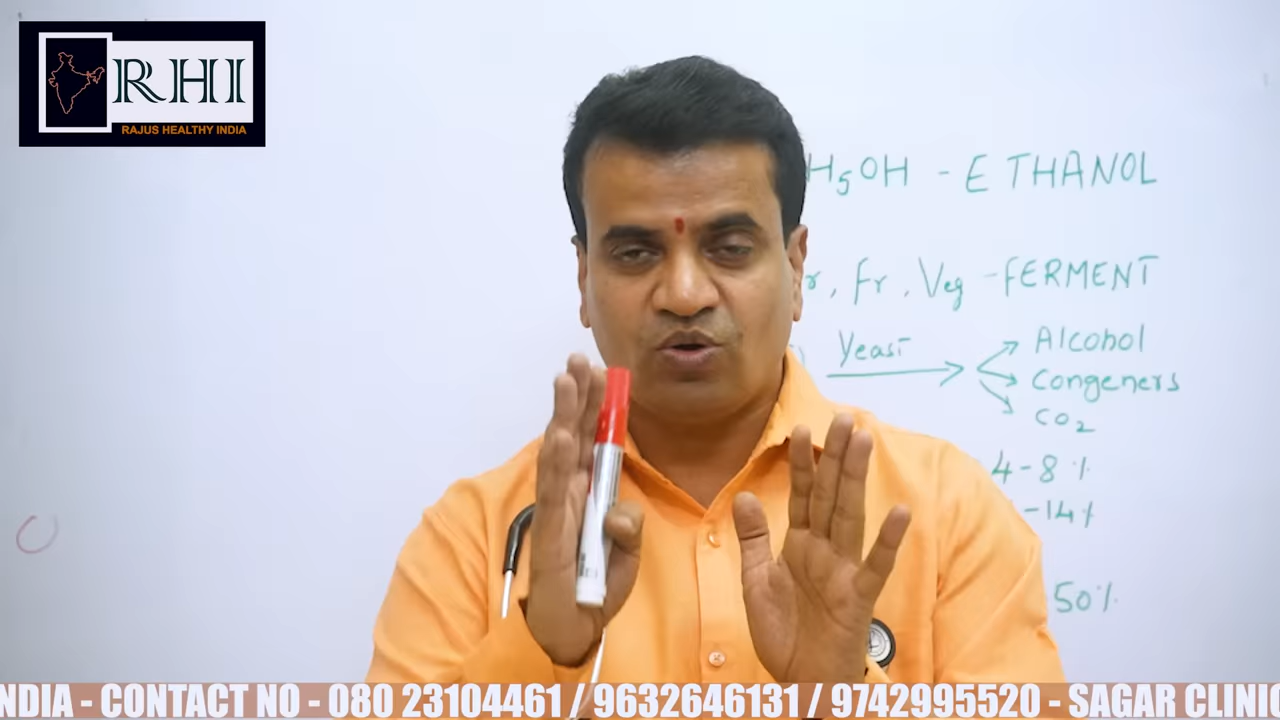 RHI
RAJUS HEALTHY INDIA
H5OH - ETHANOL
r, Fr, Veg - FERMENT
Yeast
Alcohol
Congeners
CO2
4-8 %
-14%
50%
NDIA - CONTACT NO - 080 23104461 / 9632646131 / 9742995520 - SAGAR CLINIC